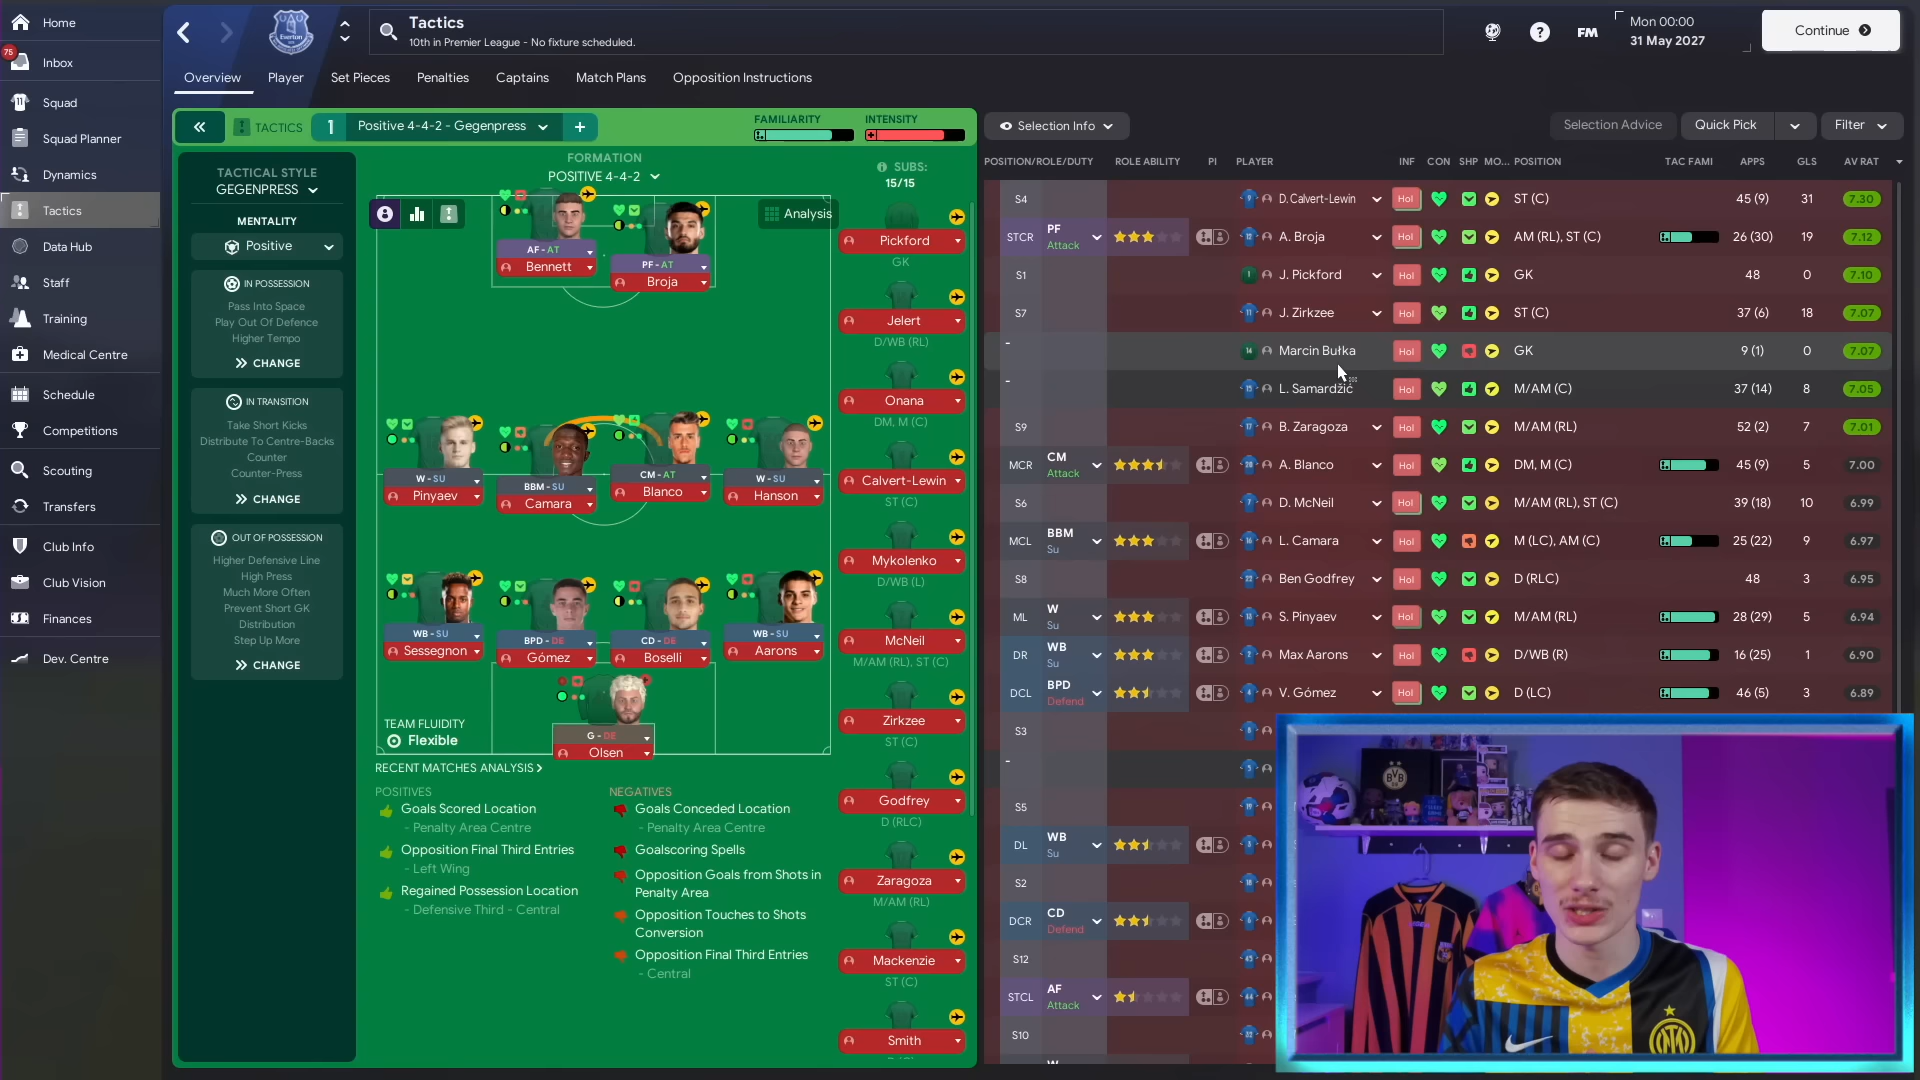 Home
75
Inbox
Squad
Squad Planner
Dynamics
Tactics
Data Hub
Staff
Training
Medical Centre
Schedule
Competitions
Scouting
Transfers
Club Info
Club Vision
Finances
Dev. Centre
Everton
Tactics
10th in Premier League - No fixture scheduled.
FM
Mon 00:00
31 May 2027
Continue
Overview
Player
Set Pieces
Penalties
Captains
Match Plans
Opposition Instructions
TACTICS
1
Positive 4-4-2 - Gegenpress
FAMILIARITY
INTENSITY
TACTICAL STYLE
GEGENPRESS
MENTALITY
Positive
IN POSSESSION
Pass Into Space
Play Out Of Defence
Higher Tempo
CHANGE
IN TRANSITION
Take Short Kicks
Distribute To Centre-Backs
Counter
Counter-Press
CHANGE
OUT OF POSSESSION
Higher Defensive Line
High Press
Much More Often
Prevent Short GK
Distribution
Step Up More
CHANGE
FORMATION
POSITIVE 4-4-2
SUBS:
15/15
Analysis
AF - AT
Bennett
PF - AT
Broja
W - SU
Pinyaev
BBM - SU
Camara
CM - AT
Blanco
W - SU
Hanson
WB - SU
Sessegnon
BPD - DE
Gómez
CD - DE
Boselli
WB - SU
Aarons
G - DE
Olsen
TEAM FLUIDITY
Flexible
Pickford
GK
Jelert
D/WB (RL)
Onana
DM, M (C)
Calvert-Lewin
ST (C)
Mykolenko
D/WB (L)
McNeil
M/AM (RL), ST (C)
Zirkzee
ST (C)
Godfrey
D (RLC)
Zaragoza
M/AM (RL)
Mackenzie
ST (C)
Smith
RECENT MATCHES ANALYSIS
POSITIVES
Goals Scored Location
- Penalty Area Centre
Opposition Final Third Entries
- Left Wing
Regained Possession Location
- Defensive Third - Central
NEGATIVES
Goals Conceded Location
- Penalty Area Centre
Goalscoring Spells
Opposition Goals from Shots in
Penalty Area
Opposition Touches to Shots
Conversion
Opposition Final Third Entries
- Central
Selection Info
Selection Advice
Quick Pick
Filter
POSITION/ROLE/DUTY ROLE ABILITY PI PLAYER INF CON SHP MO... POSITION TAC FAMI APPS GLS AV RAT
S4 D. Calvert-Lewin Hol ST (C) 45 (9) 31 7.30
STCR PF Attack A. Broja Hol AM (RL), ST (C) 26 (30) 19 7.12
S1 J. Pickford Hol GK 48 0 7.10
S7 J. Zirkzee Hol ST (C) 37 (6) 18 7.07
- Marcin Bułka Hol GK 9 (1) 0 7.07
- L. Samardžić Hol M/AM (C) 37 (14) 8 7.05
S9 B. Zaragoza Hol M/AM (RL) 52 (2) 7 7.01
MCR CM Attack A. Blanco Hol DM, M (C) 45 (9) 5 7.00
S6 D. McNeil Hol M/AM (RL), ST (C) 39 (18) 10 6.99
MCL BBM Su L. Camara Hol M (LC), AM (C) 25 (22) 9 6.97
S8 Ben Godfrey Hol D (RLC) 48 3 6.95
ML W Su S. Pinyaev Hol M/AM (RL) 28 (29) 5 6.94
DR WB Su Max Aarons Hol D/WB (R) 16 (25) 1 6.90
DCL BPD Defend V. Gómez Hol D (LC) 46 (5) 3 6.89
S3
-
S5
DL WB Su
S2
DCR CD Defend
S12
STCL AF Attack
S10
W
BVB